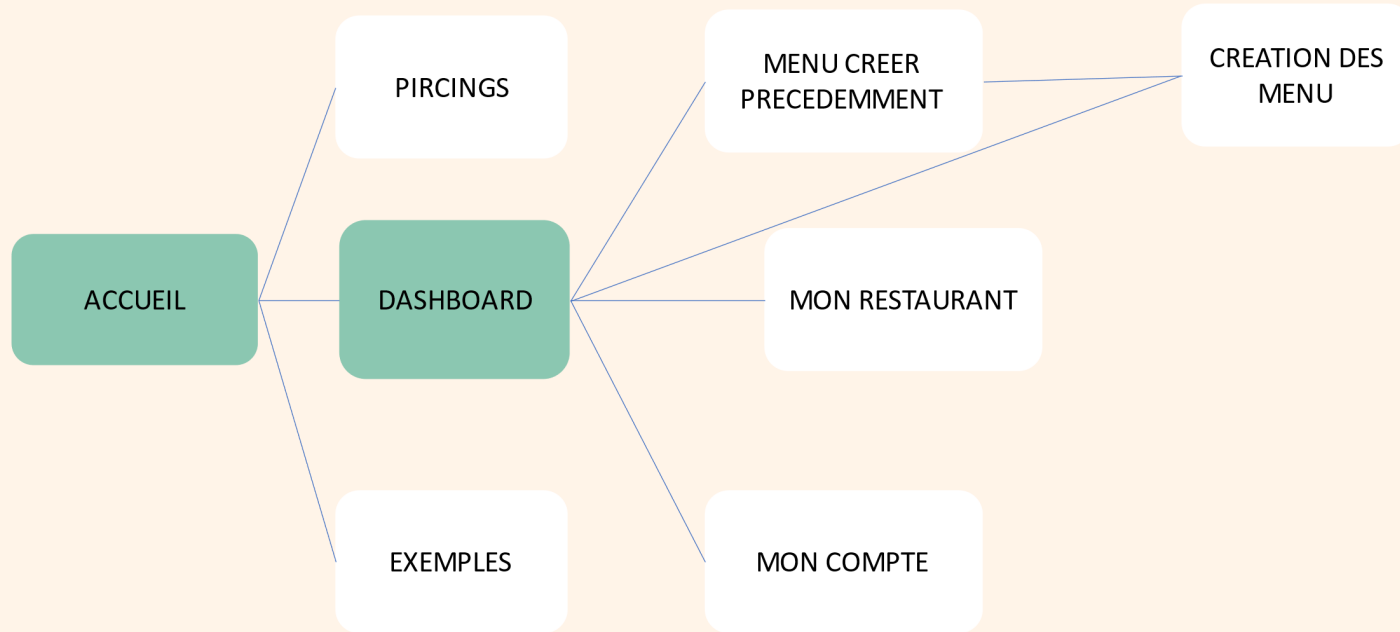 PIRCINGS
MENU CREER
PRECEDEMMENT
CREATION DES
MENU
ACCUEIL
DASHBOARD
MON RESTAURANT
EXEMPLES
MON COMPTE